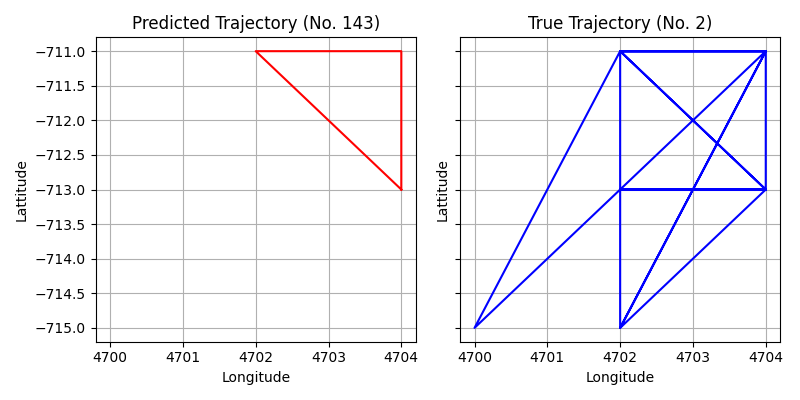 Predicted Trajectory (No. 143)
True Trajectory (No. 2)
−711.0
−711.5
−712.0
−712.5
−713.0
−713.5
−714.0
−714.5
−715.0
Lattitude
Lattitude
4700 4701 4702 4703 4704
4700 4701 4702 4703 4704
Longitude
Longitude